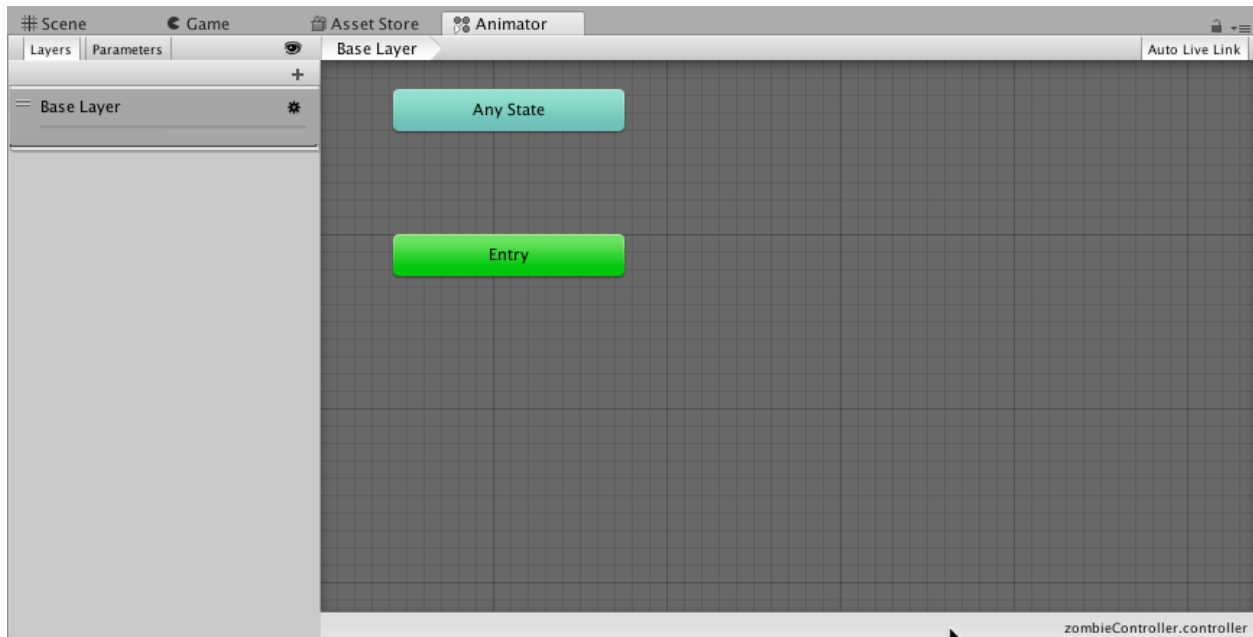 Scene Game Asset Store Animator
Layers Parameters Base Layer Auto Live Link
Base Layer
Any State
Entry
zombieController.controller